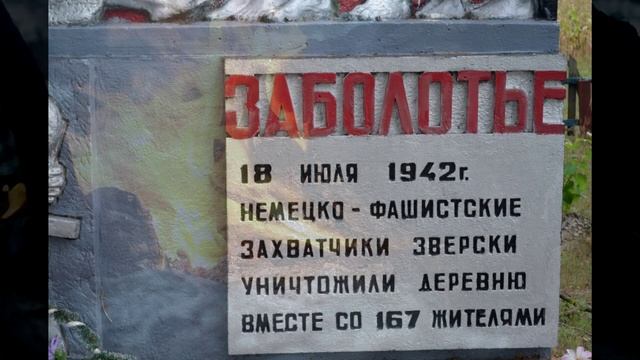 ЗАБОЛОТЬЕ
18 ИЮЛЯ 1942г.
НЕМЕЦКО - ФАШИСТСКИЕ
ЗАХВАТЧИКИ ЗВЕРСКИ
УНИЧТОЖИЛИ ДЕРЕВНЮ
ВМЕСТЕ СО 167 ЖИТЕЛЯМИ